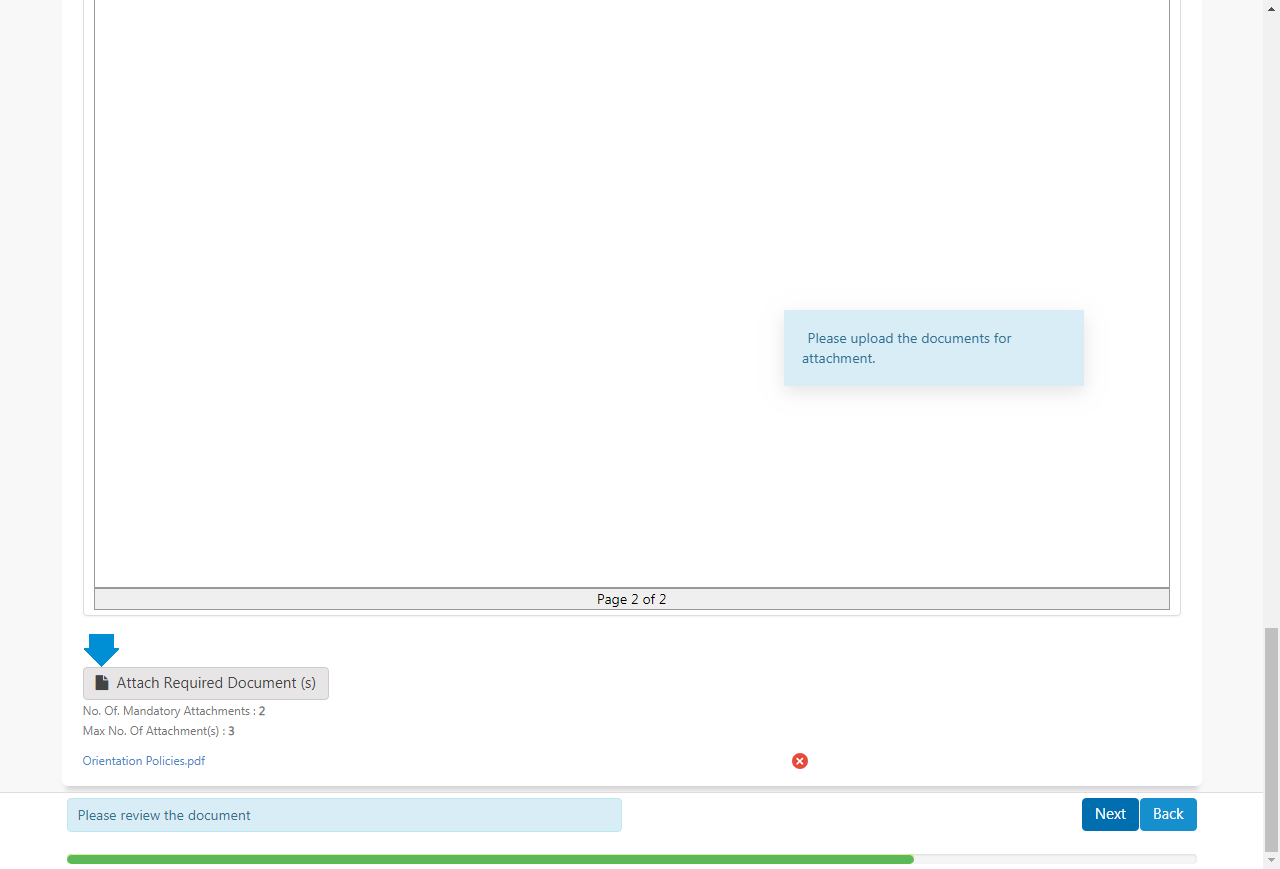 Please upload the documents for
attachment.
Page 2 of 2
Attach Required Document (s)
No. Of. Mandatory Attachments : 2
Max No. Of Attachment(s) : 3
Orientation Policies.pdf
Please review the document
Next
Back